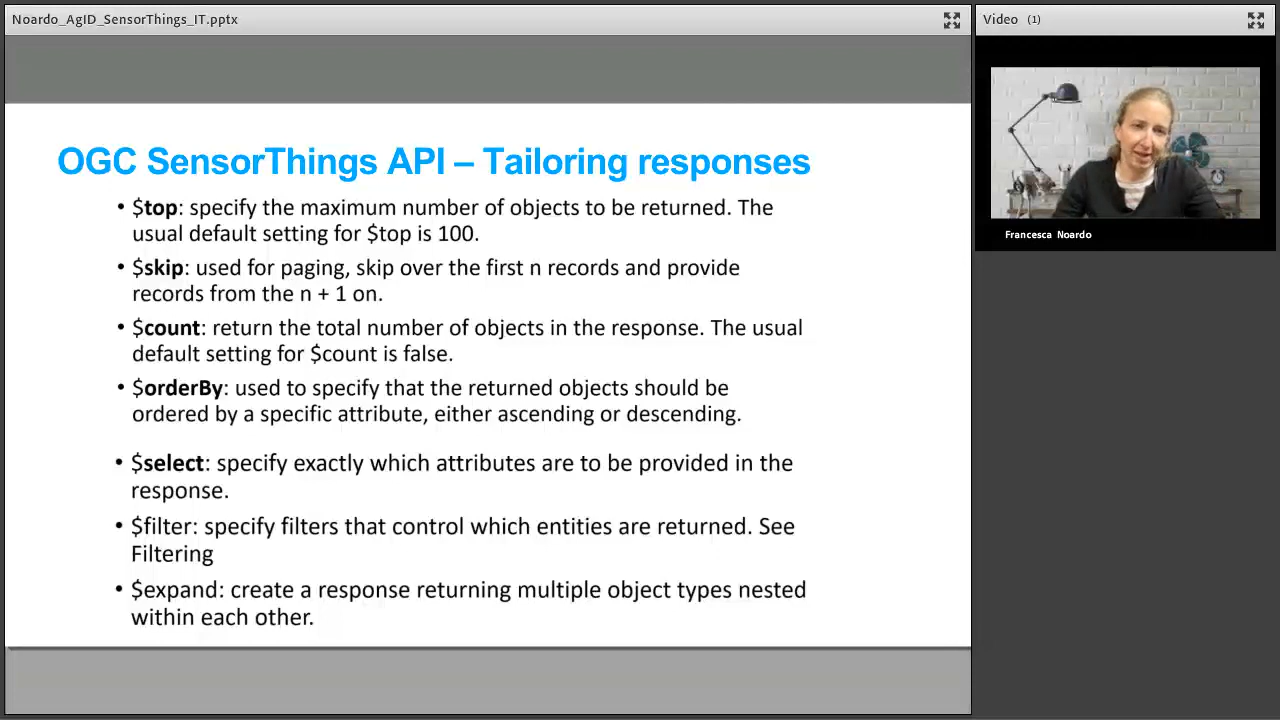 Noardo_AgID_SensorThings_IT.pptx
Video (1)
OGC SensorThings API – Tailoring responses
• $top: specify the maximum number of objects to be returned. The
usual default setting for $top is 100.
• $skip: used for paging, skip over the first n records and provide
records from the n + 1 on.
• $count: return the total number of objects in the response. The usual
default setting for $count is false.
• $orderBy: used to specify that the returned objects should be
ordered by a specific attribute, either ascending or descending.
• $select: specify exactly which attributes are to be provided in the
response.
• $filter: specify filters that control which entities are returned. See
Filtering
• $expand: create a response returning multiple object types nested
within each other.
Francesca Noardo